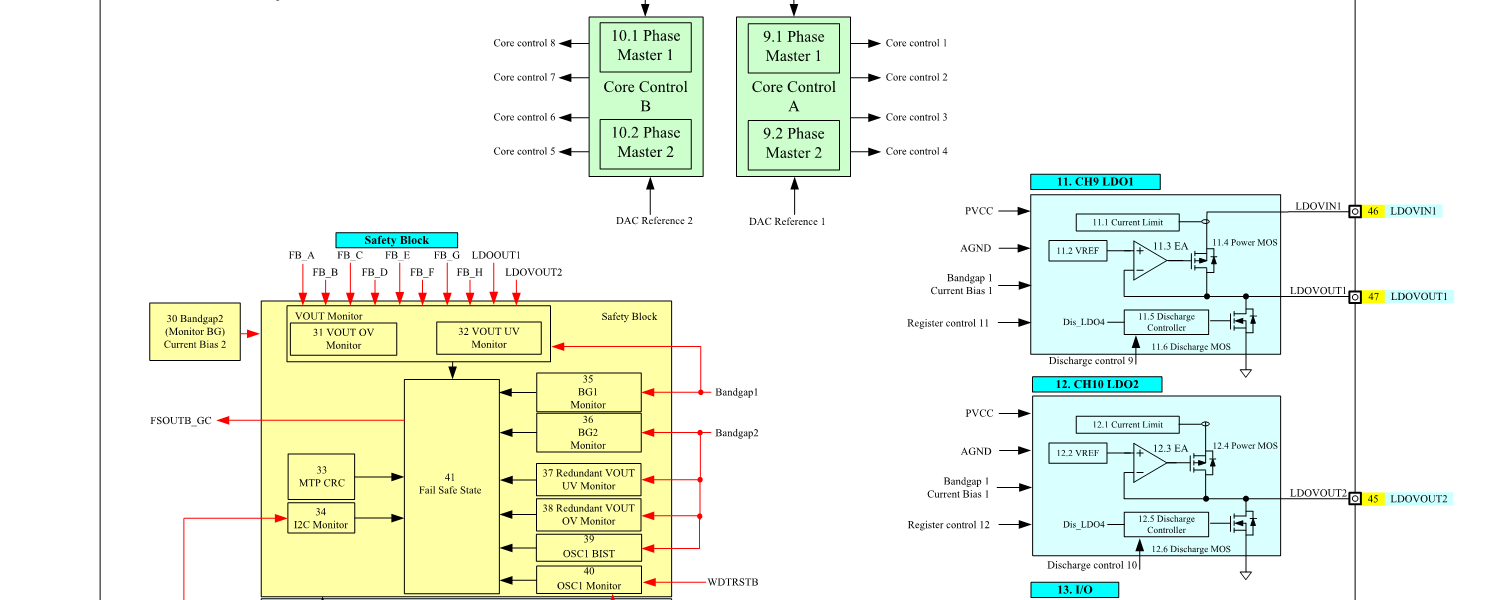 10.1 Phase
Master 1
Core Control
B
10.2 Phase
Master 2
Core control 8
Core control 7
Core control 6
Core control 5
DAC Reference 2
9.1 Phase
Master 1
Core Control
A
9.2 Phase
Master 2
Core control 1
Core control 2
Core control 3
Core control 4
DAC Reference 1
Safety Block
FB_A
FB_C
FB_E
FB_G
LDOOUT1
FB_B
FB_D
FB_F
FB_H
LDOVOUT2
30 Bandgap2
(Monitor BG)
Current Bias 2
VOUT Monitor
31 VOUT OV
Monitor
32 VOUT UV
Monitor
Safety Block
35
BG1
Monitor
Bandgap1
FSOUTB_GC
36
BG2
Monitor
Bandgap2
33
MTP CRC
34
I2C Monitor
41
Fail Safe State
37 Redundant VOUT
UV Monitor
38 Redundant VOUT
OV Monitor
39
OSC1 BIST
40
OSC1 Monitor
WDTRSTB
11. CH9 LDO1
PVCC
AGND
Bandgap 1
Current Bias 1
Register control 11
11.1 Current Limit
11.2 VREF
11.3 EA
11.4 Power MOS
Dis_LDO4
11.5 Discharge
Controller
11.6 Discharge MOS
Discharge control 9
LDOVIN1
46
LDOVIN1
LDOVOUT1
47
LDOVOUT1
12. CH10 LDO2
PVCC
AGND
Bandgap 1
Current Bias 1
Register control 12
12.1 Current Limit
12.2 VREF
12.3 EA
12.4 Power MOS
Dis_LDO4
12.5 Discharge
Controller
12.6 Discharge MOS
Discharge control 10
LDOVOUT2
45
LDOVOUT2
13. I/O